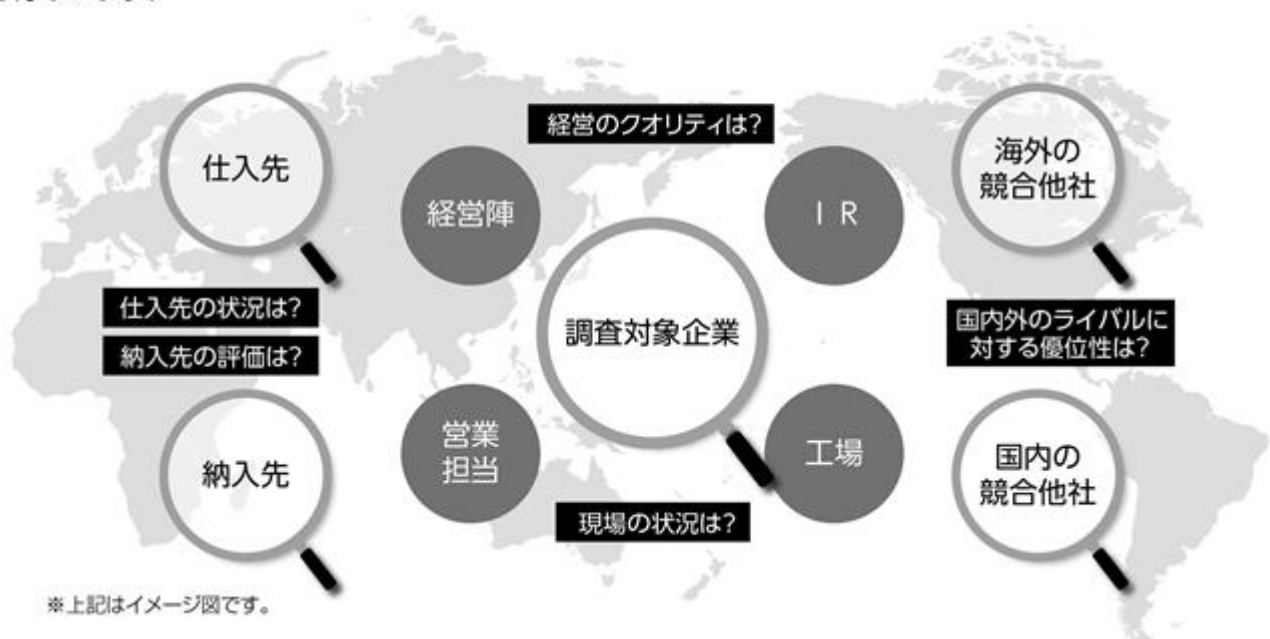 経営のクオリティは?
仕入先
経営陣
I R
海外の
競合他社
仕入先の状況は?
納入先の評価は?
調査対象企業
国内外のライバルに
対する優位性は?
納入先
営業
担当
工場
国内の
競合他社
現場の状況は?
※上記はイメージ図です。